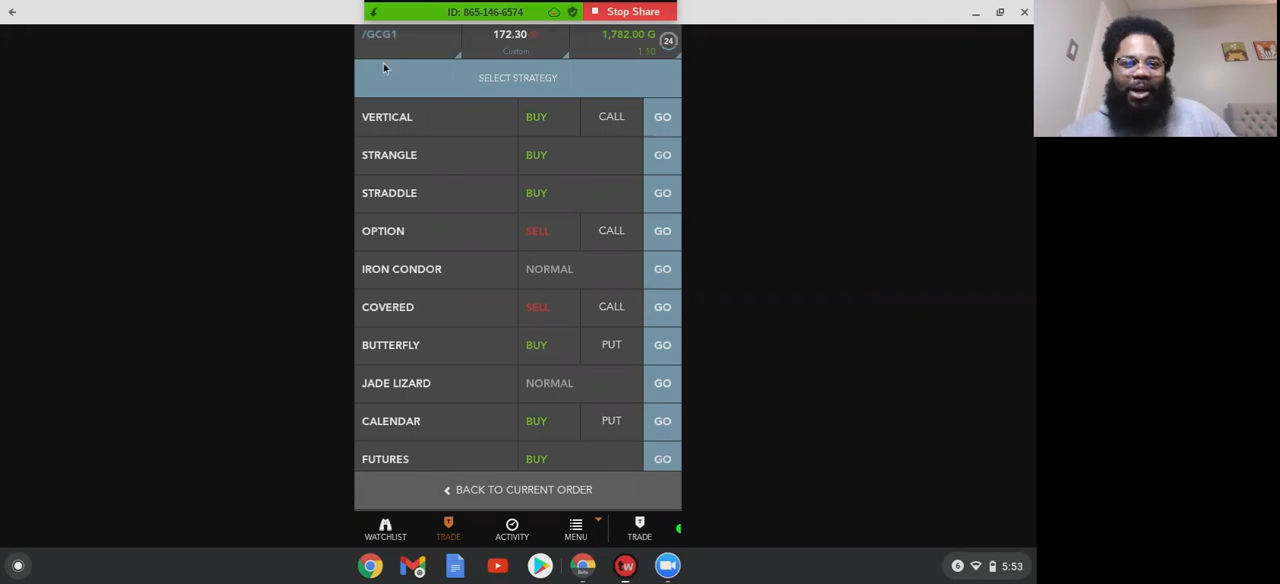 ID: 865-146-6574 Stop Share
/GCG1 172.30 1,782.00 G 24
Custom 1.10
SELECT STRATEGY
VERTICAL BUY CALL GO
STRANGLE BUY GO
STRADDLE BUY GO
OPTION SELL CALL GO
IRON CONDOR NORMAL GO
COVERED SELL CALL GO
BUTTERFLY BUY PUT GO
JADE LIZARD NORMAL GO
CALENDAR BUY PUT GO
FUTURES BUY GO
BACK TO CURRENT ORDER
WATCHLIST TRADE ACTIVITY MENU TRADE
tw 6 5:53